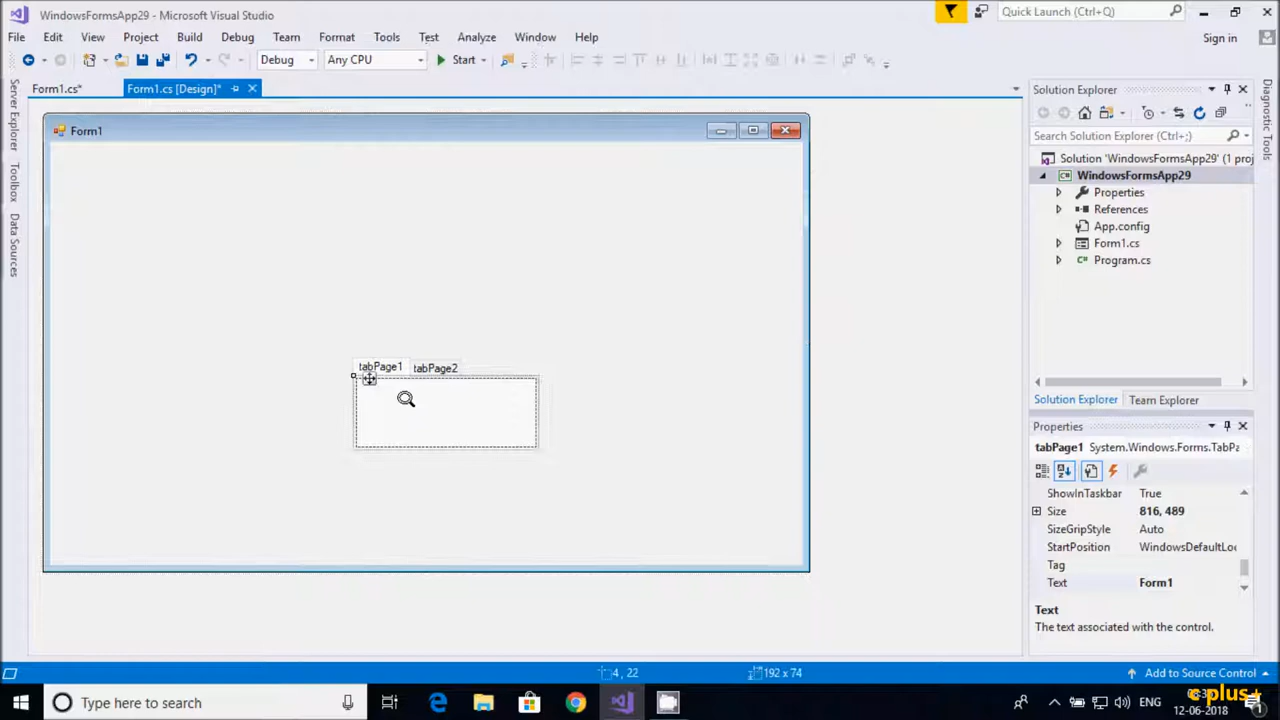 WindowsFormsApp29 - Microsoft Visual Studio
Quick Launch (Ctrl+Q)
File Edit View Project Build Debug Team Format Tools Test Analyze Window Help
Sign in
Debug Any CPU Start
Form1.cs* Form1.cs [Design]*
Server Explorer
Toolbox
Data Sources
Form1
tabPage1 tabPage2
Solution Explorer
Search Solution Explorer (Ctrl+;)
Solution 'WindowsFormsApp29' (1 proj
WindowsFormsApp29
Properties
References
App.config
Form1.cs
Program.cs
Solution Explorer Team Explorer
Properties
tabPage1 System.Windows.Forms.TabPa
ShowInTaskbar True
Size 816, 489
SizeGripStyle Auto
StartPosition WindowsDefaultLoc
Tag
Text Form1
Text
The text associated with the control.
Diagnostic Tools
4, 22 192 x 74 Add to Source Control
Type here to search
ENG
12-06-2018
c plus+
1